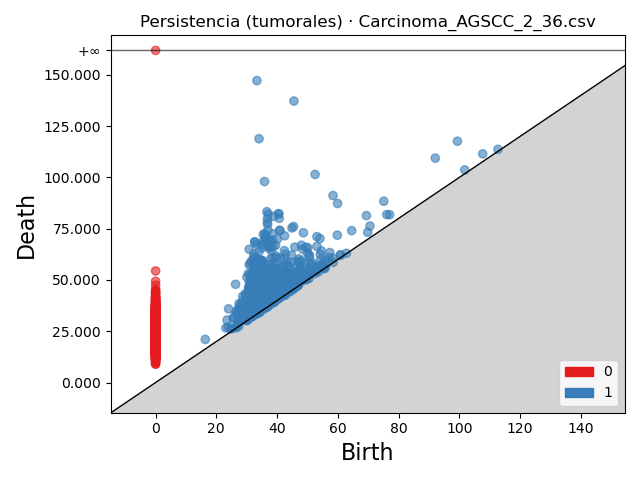 Persistencia (tumorales) · Carcinoma_AGSCC_2_36.csv
+∞
150.000
125.000
100.000
75.000
50.000
25.000
0.000
Death
0
1
0 20 40 60 80 100 120 140
Birth